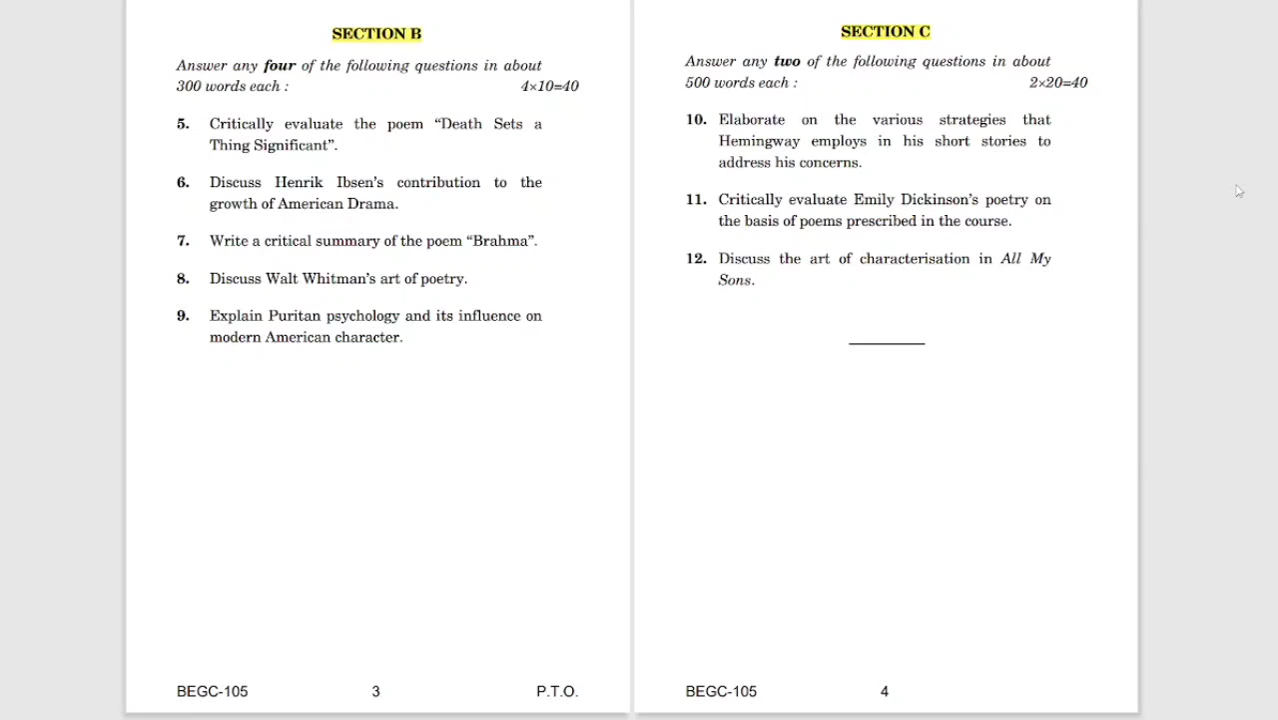 SECTION B
Answer any four of the following questions in about
300 words each : 4×10=40
5. Critically evaluate the poem “Death Sets a
Thing Significant”.
6. Discuss Henrik Ibsen’s contribution to the
growth of American Drama.
7. Write a critical summary of the poem “Brahma”.
8. Discuss Walt Whitman’s art of poetry.
9. Explain Puritan psychology and its influence on
modern American character.
BEGC-105 3 P.T.O.
SECTION C
Answer any two of the following questions in about
500 words each : 2×20=40
10. Elaborate on the various strategies that
Hemingway employs in his short stories to
address his concerns.
11. Critically evaluate Emily Dickinson’s poetry on
the basis of poems prescribed in the course.
12. Discuss the art of characterisation in All My
Sons.
BEGC-105 4